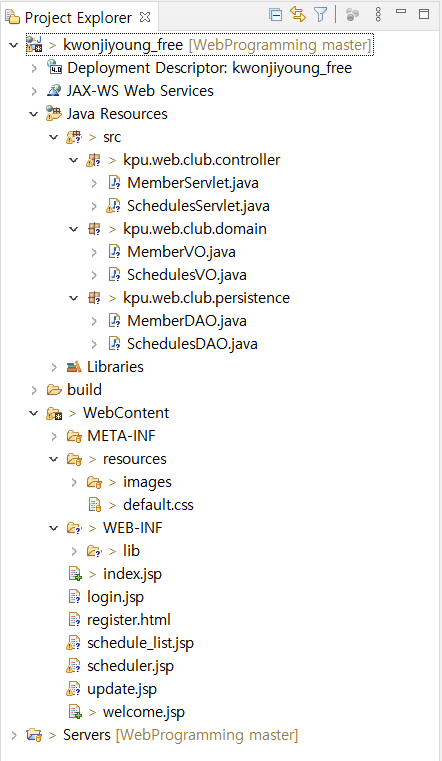 Project Explorer
> kwonjiyoung_free [WebProgramming master]
Deployment Descriptor: kwonjiyoung_free
JAX-WS Web Services
Java Resources
> src
> kpu.web.club.controller
MemberServlet.java
SchedulesServlet.java
> kpu.web.club.domain
MemberVO.java
SchedulesVO.java
> kpu.web.club.persistence
MemberDAO.java
SchedulesDAO.java
Libraries
build
> WebContent
META-INF
> resources
> images
> default.css
> WEB-INF
> lib
> index.jsp
login.jsp
register.html
schedule_list.jsp
scheduler.jsp
update.jsp
> welcome.jsp
> Servers [WebProgramming master]